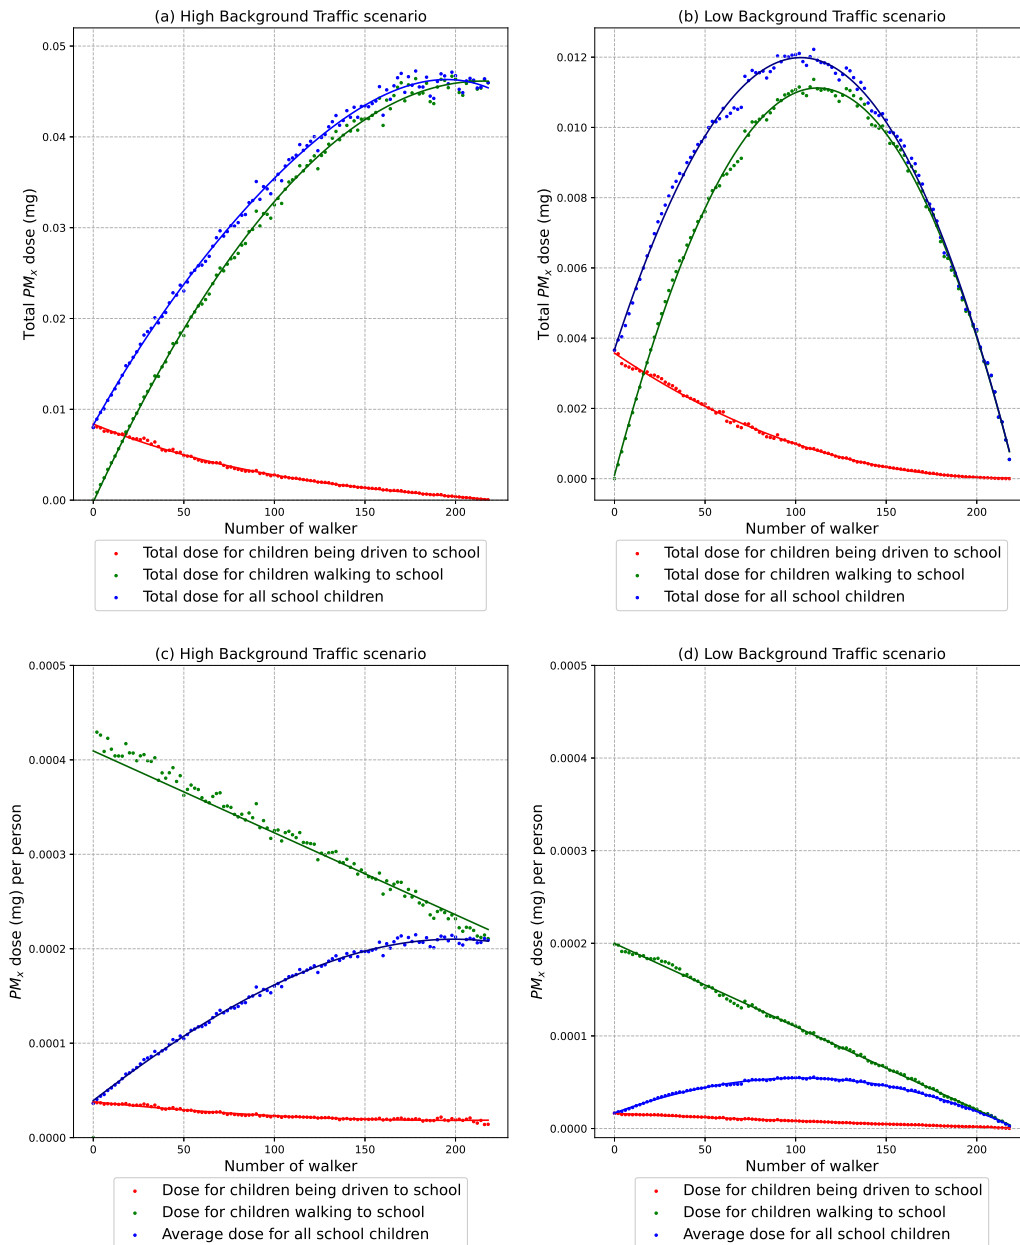 (a) High Background Traffic scenario
0.05
0.04
0.03
0.02
0.01
0.00
Total PMx dose (mg)
0
50
100
150
200
Number of walker
Total dose for children being driven to school
Total dose for children walking to school
Total dose for all school children
(b) Low Background Traffic scenario
0.012
0.010
0.008
0.006
0.004
0.002
0.000
Total PMx dose (mg)
0
50
100
150
200
Number of walker
Total dose for children being driven to school
Total dose for children walking to school
Total dose for all school children
(c) High Background Traffic scenario
0.0005
0.0004
0.0003
0.0002
0.0001
0.0000
PMx dose (mg) per person
0
50
100
150
200
Number of walker
Dose for children being driven to school
Dose for children walking to school
Average dose for all school children
(d) Low Background Traffic scenario
0.0005
0.0004
0.0003
0.0002
0.0001
0.0000
PMx dose (mg) per person
0
50
100
150
200
Number of walker
Dose for children being driven to school
Dose for children walking to school
Average dose for all school children